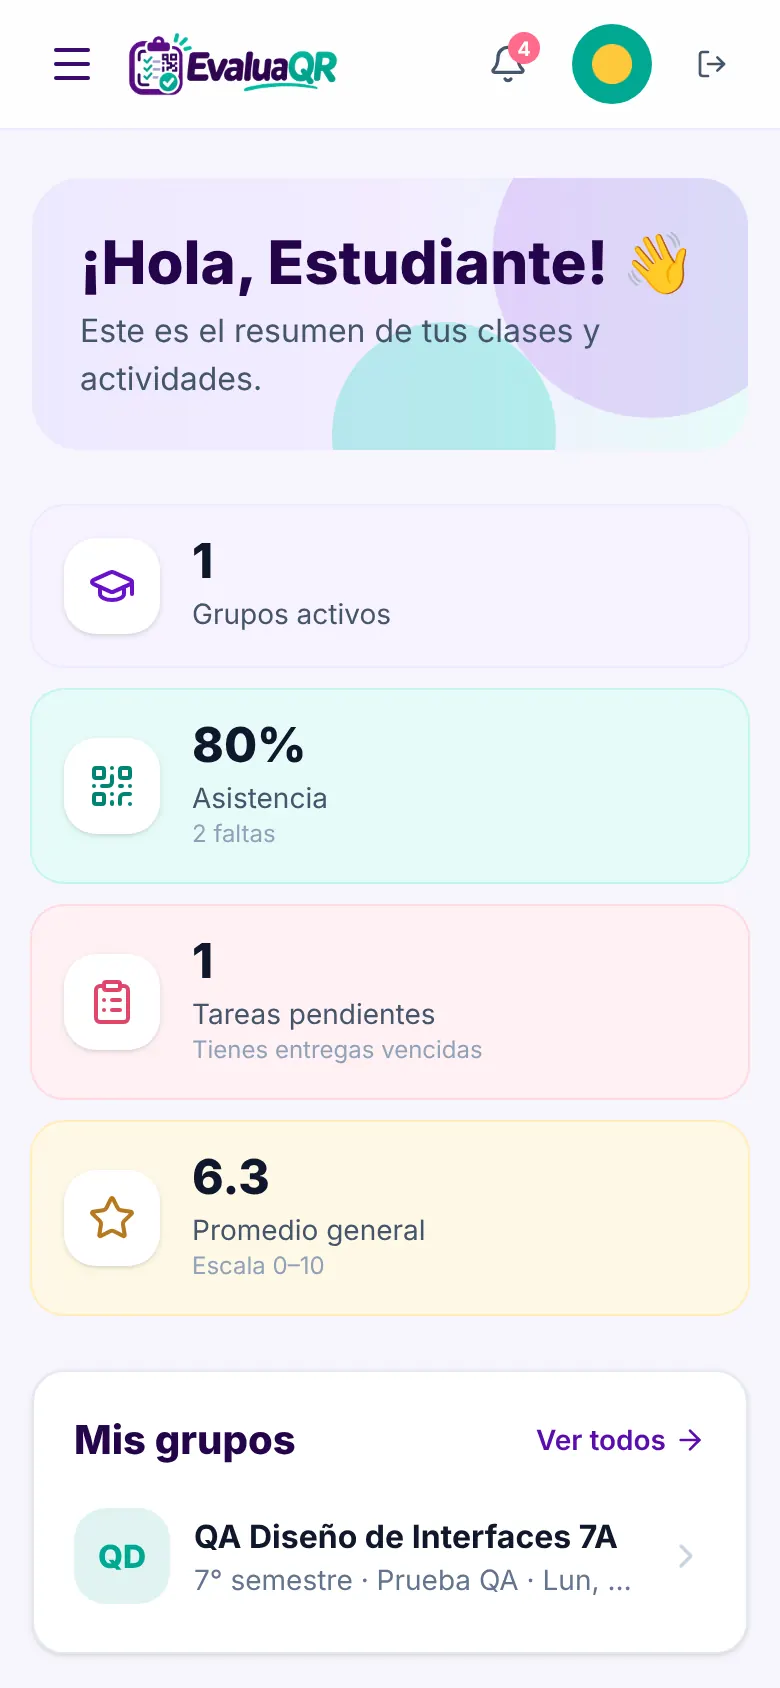 EvaluaQR
4
¡Hola, Estudiante! 👋
Este es el resumen de tus clases y
actividades.
1
Grupos activos
80%
Asistencia
2 faltas
1
Tareas pendientes
Tienes entregas vencidas
6.3
Promedio general
Escala 0–10
Mis grupos
Ver todos →
QD
QA Diseño de Interfaces 7A
7° semestre · Prueba QA · Lun, ...